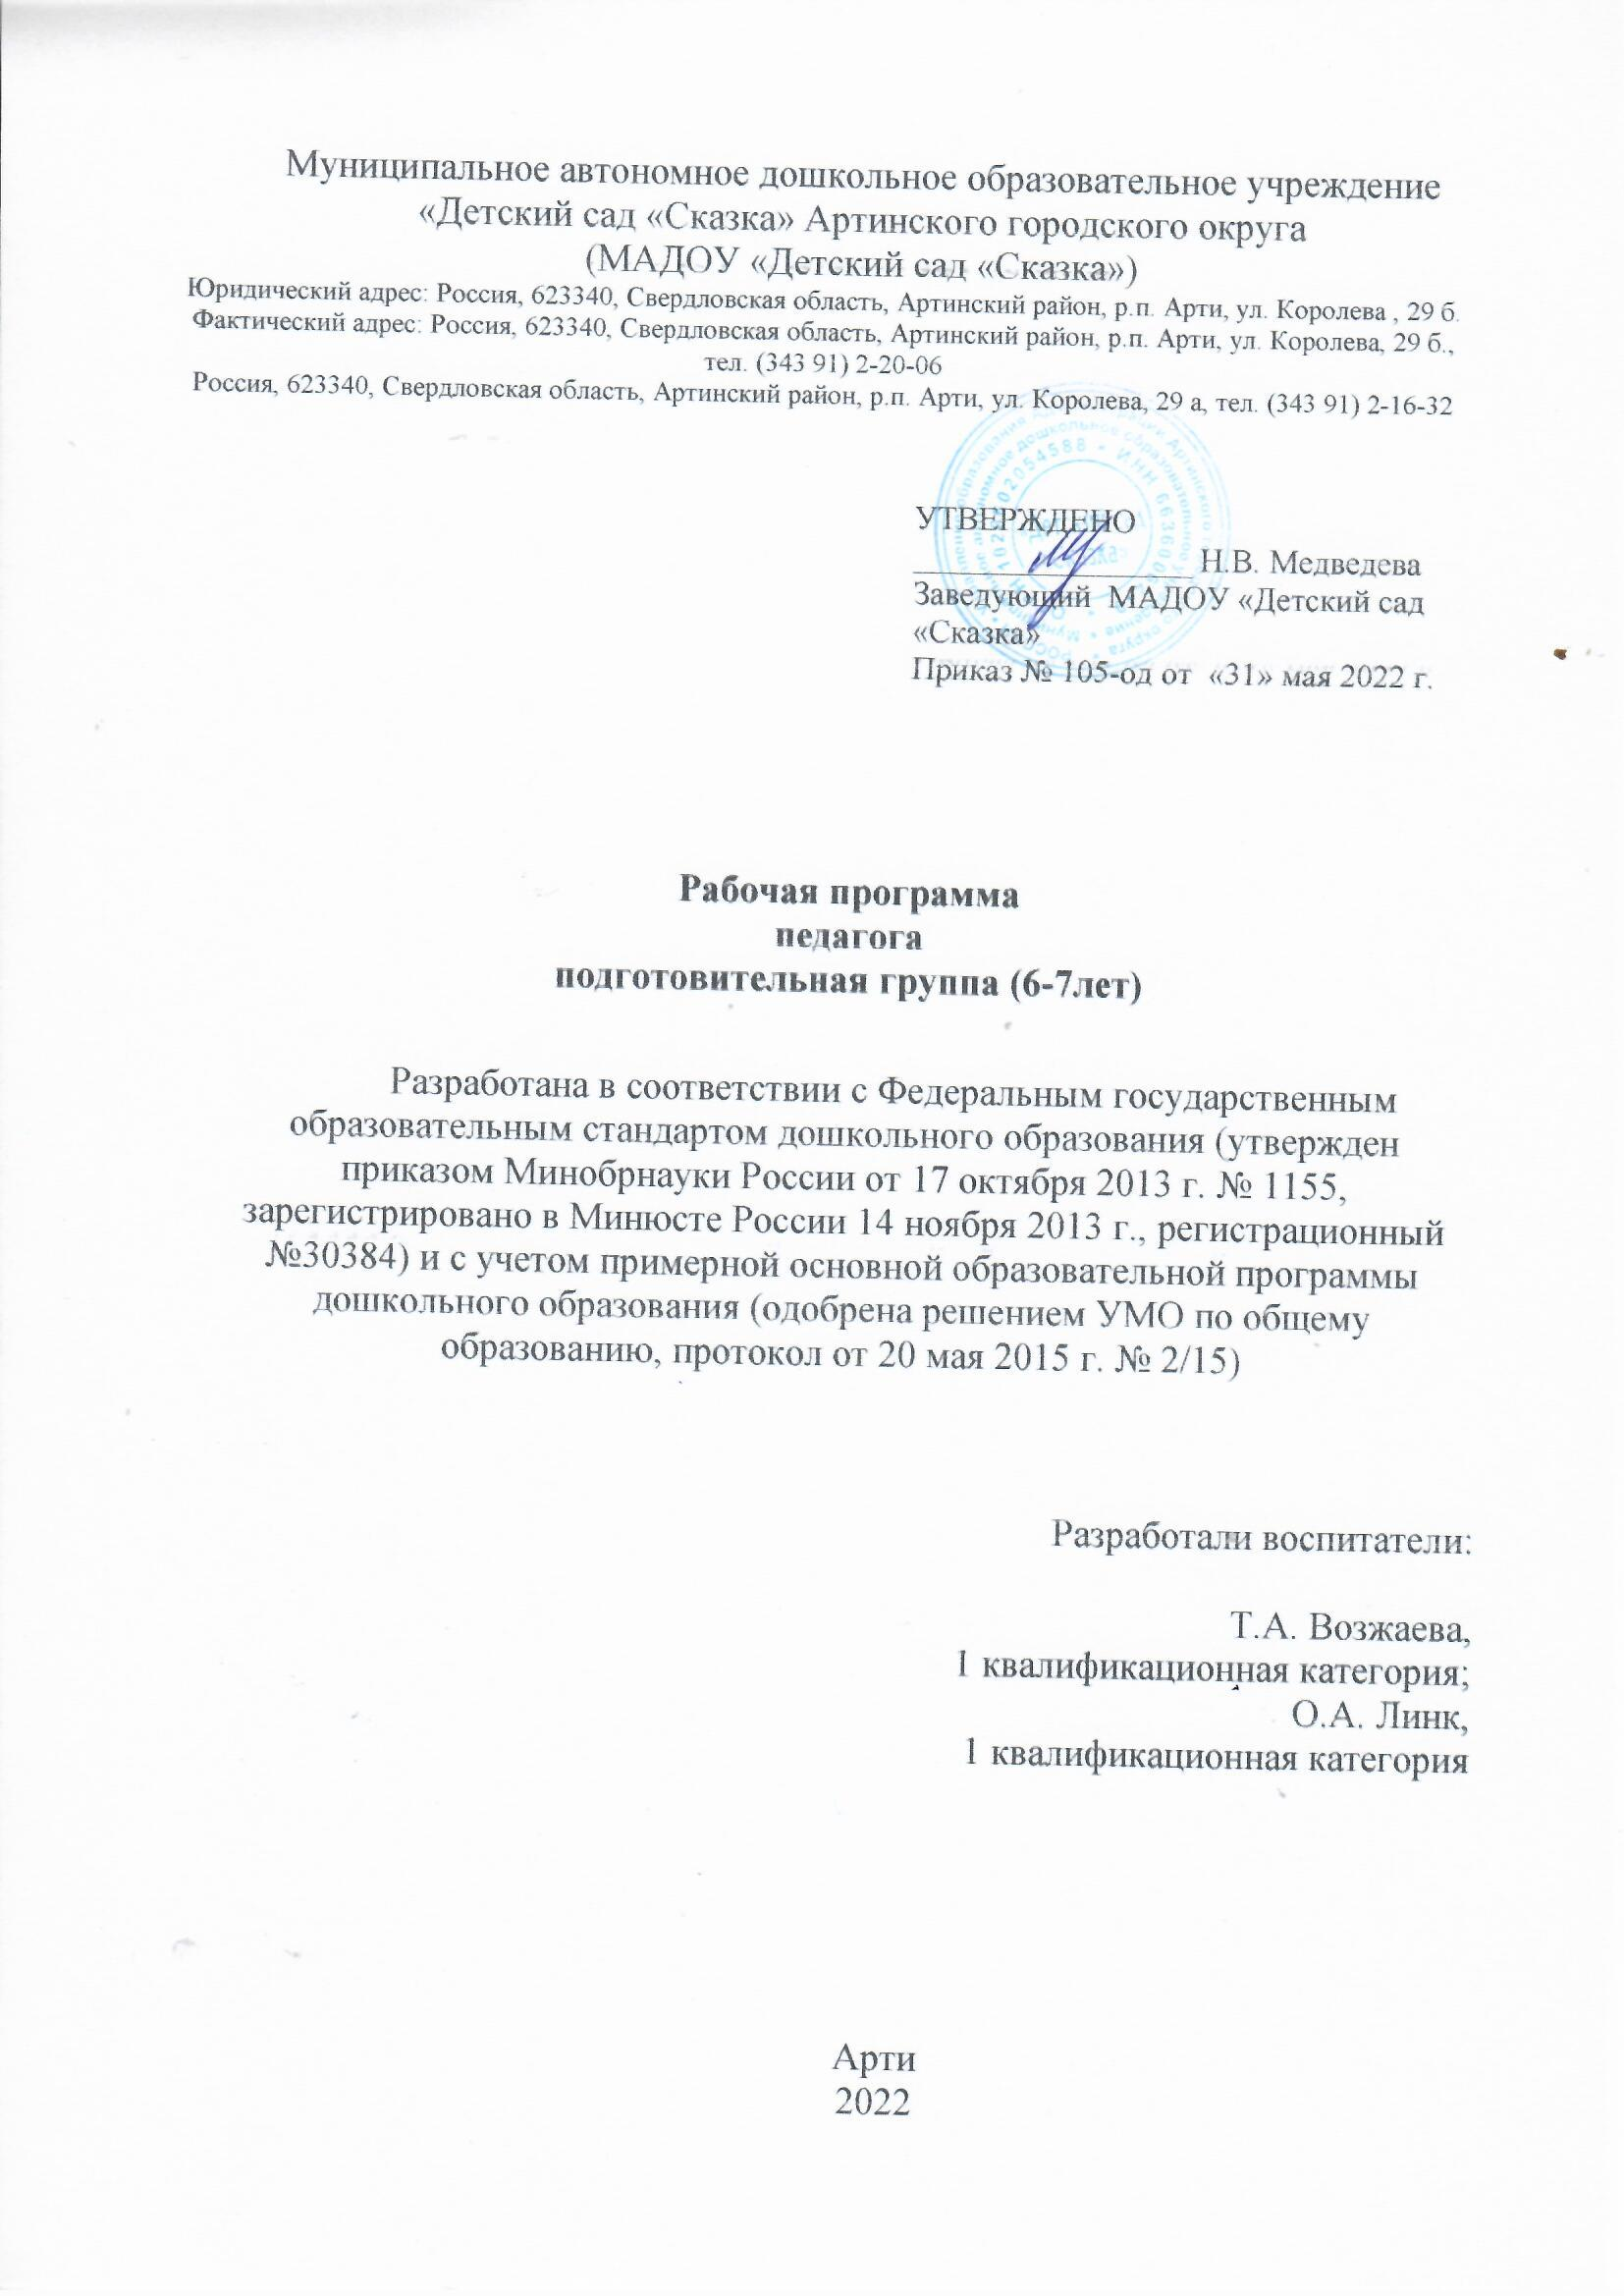 Муниципальное автономное дошкольное образовательное учреждение
«Детский сад «Сказка» Артинского городского округа
(МАДОУ «Детский сад «Сказка»)
Юридический адрес: Россия, 623340, Свердловская область, Артинский район, р.п. Арти, ул. Королева , 29 б.
Фактический адрес: Россия, 623340, Свердловская область, Артинский район, р.п. Арти, ул. Королева, 29 б.,
тел. (343 91) 2-20-06
Россия, 623340, Свердловская область, Артинский район, р.п. Арти, ул. Королева, 29 а, тел. (343 91) 2-16-32
УТВЕРЖДЕНО
Н.В. Медведева
Заведующий МАДОУ «Детский сад
«Сказка»
Приказ № 105-од от «31» мая 2022 г.
Рабочая программа
педагога
подготовительная группа (6-7лет)
Разработана в соответствии с Федеральным государственным
образовательным стандартом дошкольного образования (утвержден
приказом Минобрнауки России от 17 октября 2013 г. № 1155,
зарегистрировано в Минюсте России 14 ноября 2013 г., регистрационный
№30384) и с учетом примерной основной образовательной программы
дошкольного образования (одобрена решением УМО по общему
образованию, протокол от 20 мая 2015 г. № 2/15)
Разработали воспитатели:
Т.А. Возжаева,
1 квалификационная категория;
О.А. Линк,
1 квалификационная категория
Арти
2022